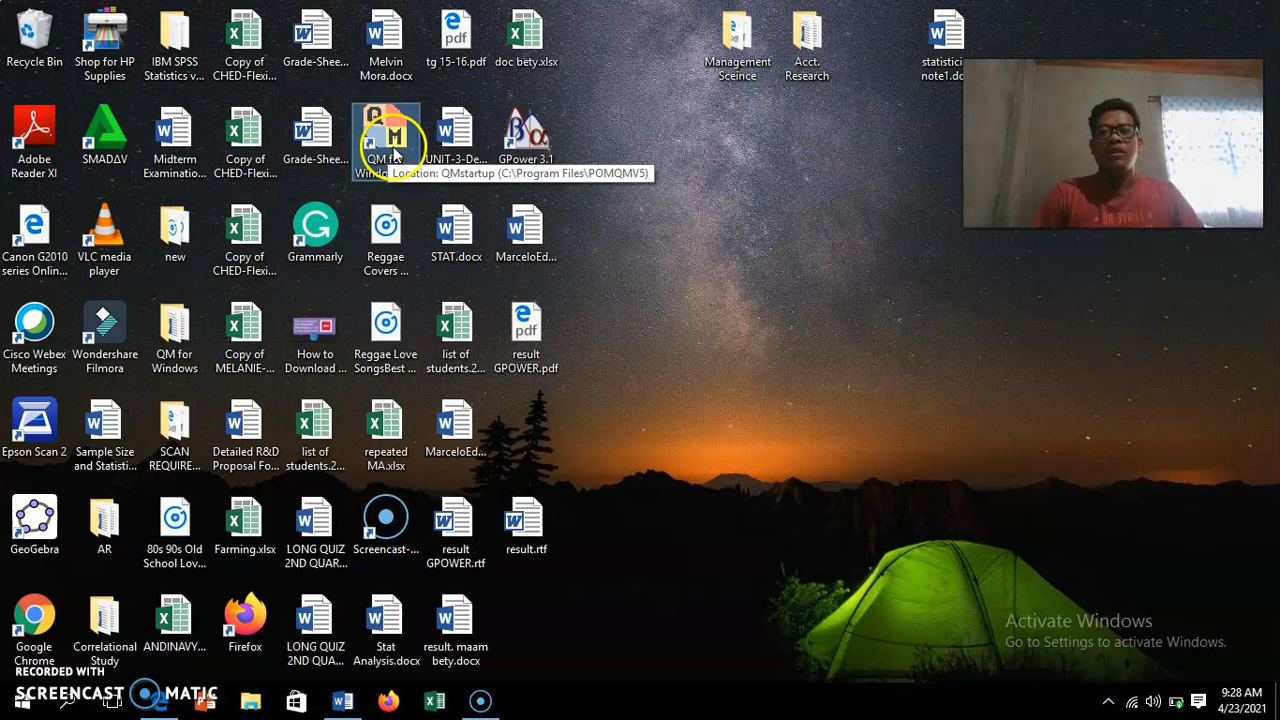 Recycle Bin
Shop for HP
Supplies
IBM SPSS
Statistics v...
Copy of
CHED-Flexi...
Grade-Shee...
Melvin
Mora.docx
pdf
tg 15-16.pdf
doc bety.xlsx
Management
Sceince
Acct.
Research
statistici
note1.dc
Adobe
Reader XI
SMADΔV
Midterm
Examinatio...
Copy of
CHED-Flexi...
Grade-Shee...
Q
M
QM f
Windo
UNIT-3-De...
β
α
GPower 3.1
Location: QMstartup (C:\Program Files\POMQMV5)
Canon G2010
series Onlin...
VLC media
player
new
Copy of
CHED-Flexi...
Grammarly
Reggae
Covers ...
STAT.docx
MarceloEd...
Cisco Webex
Meetings
Wondershare
Filmora
QM for
Windows
Copy of
MELANIE-...
How to
Download ...
Reggae Love
SongsBest ...
list of
students.2...
pdf
result
GPOWER.pdf
Epson Scan 2
Sample Size
and Statisti...
SCAN
REQUIRE...
Detailed R&D
Proposal Fo...
list of
students.2...
repeated
MA.xlsx
MarceloEd...
GeoGebra
AR
80s 90s Old
School Lov...
Farming.xlsx
LONG QUIZ
2ND QUAR...
Screencast-...
result
GPOWER.rtf
result.rtf
Google
Chrome
Correlational
Study
ANDINAVY...
Firefox
LONG QUIZ
2ND QUA...
Stat
Analysis.docx
result. maam
bety.docx
Activate Windows
Go to Settings to activate Windows.
RECORDED WITH
SCREENCAST MATIC
9:28 AM
4/23/2021